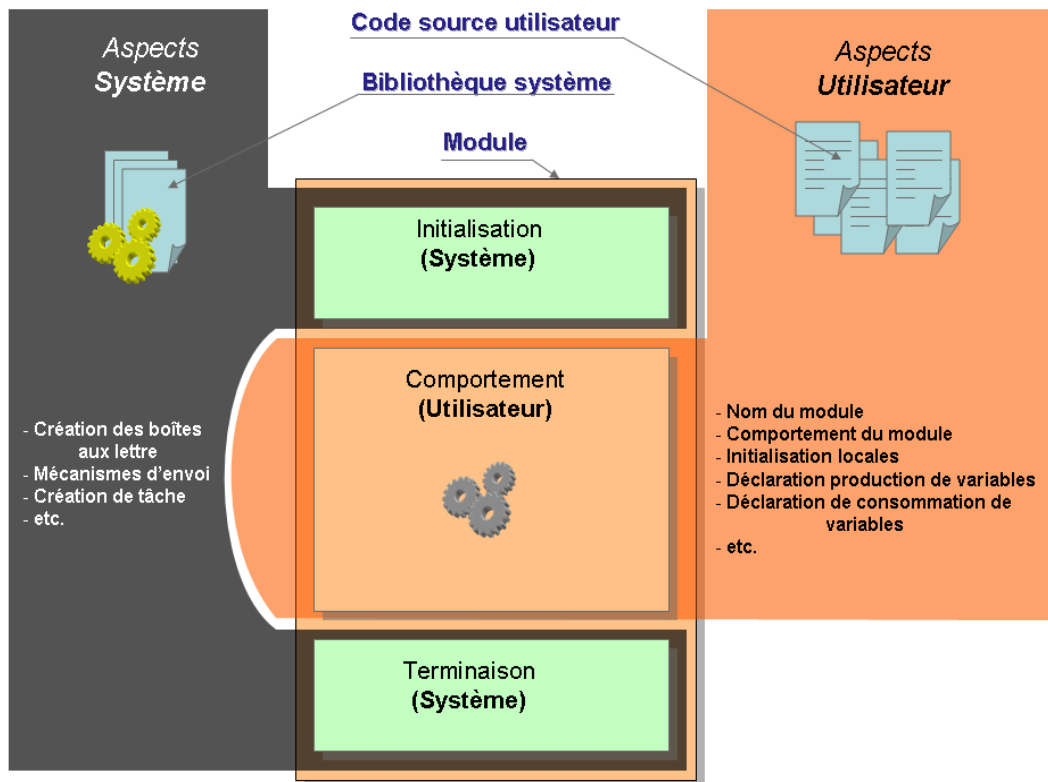 Code source utilisateur
Aspects
Système
Bibliothèque système
Aspects
Utilisateur
Module
Initialisation
(Système)
Comportement
(Utilisateur)
- Création des boîtes
aux lettre
- Mécanismes d'envoi
- Création de tâche
- etc.
- Nom du module
- Comportement du module
- Initialisation locales
- Déclaration production de variables
- Déclaration de consommation de
variables
- etc.
Terminaison
(Système)